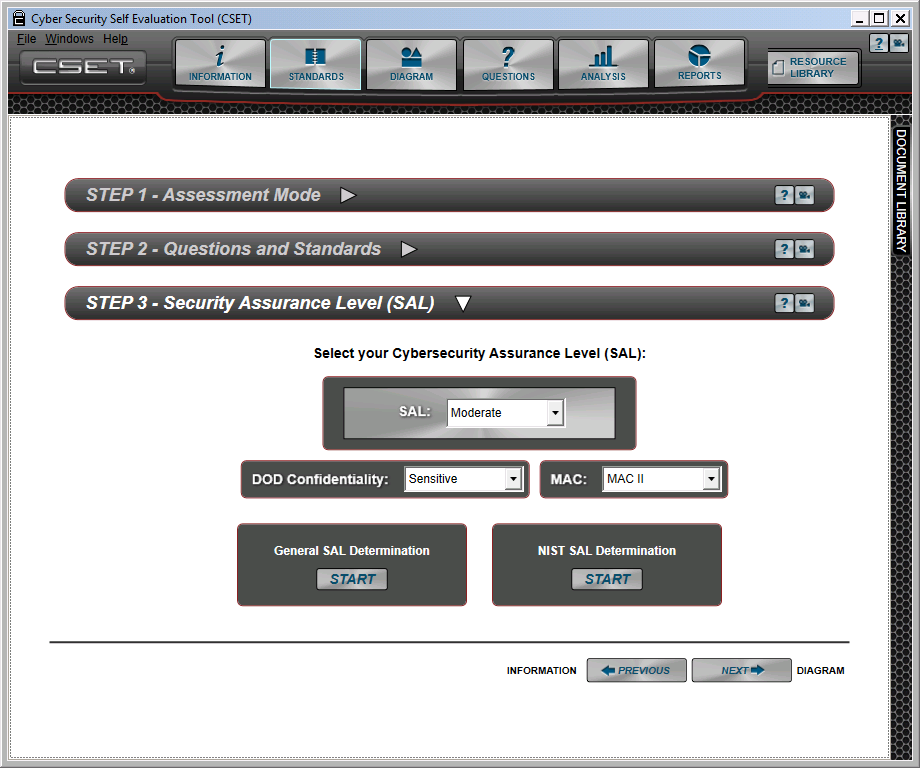 Cyber Security Self Evaluation Tool (CSET)
File Windows Help
CSET
INFORMATION
STANDARDS
DIAGRAM
QUESTIONS
ANALYSIS
REPORTS
RESOURCE
LIBRARY
DOCUMENT LIBRARY
STEP 1 - Assessment Mode
STEP 2 - Questions and Standards
STEP 3 - Security Assurance Level (SAL)
Select your Cybersecurity Assurance Level (SAL):
SAL: Moderate
DOD Confidentiality: Sensitive MAC: MAC II
General SAL Determination
START
NIST SAL Determination
START
INFORMATION PREVIOUS NEXT DIAGRAM